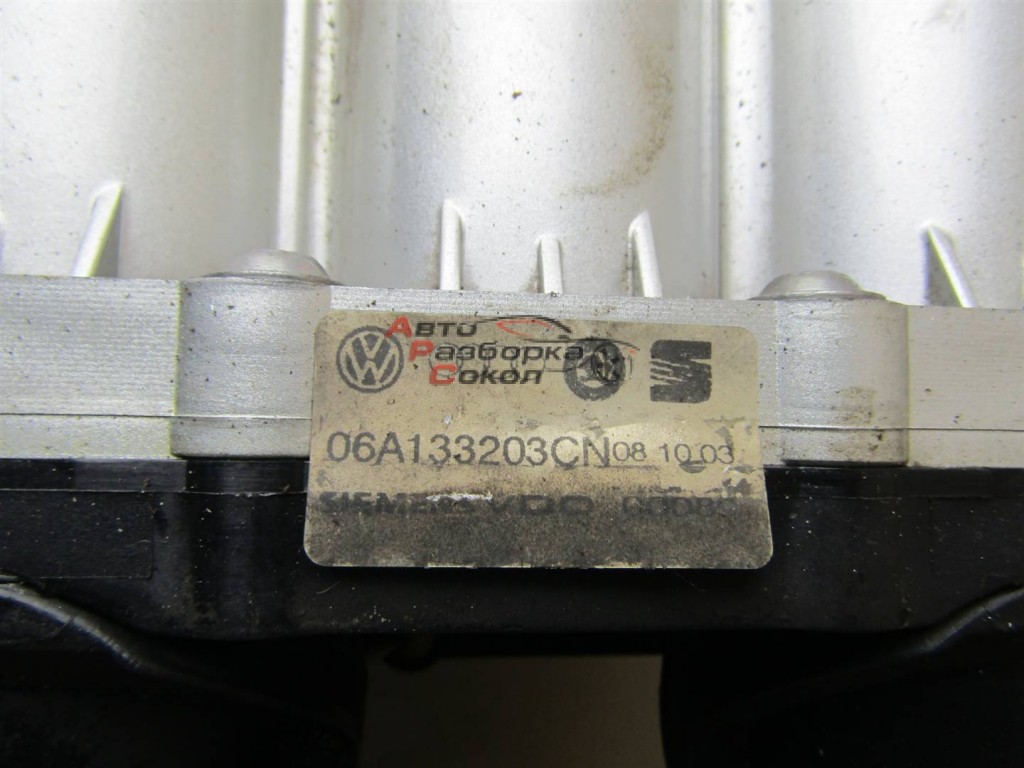 Авто
Разборка
Сокол
06A133203CN 08 10 03
SIEMENS VDO